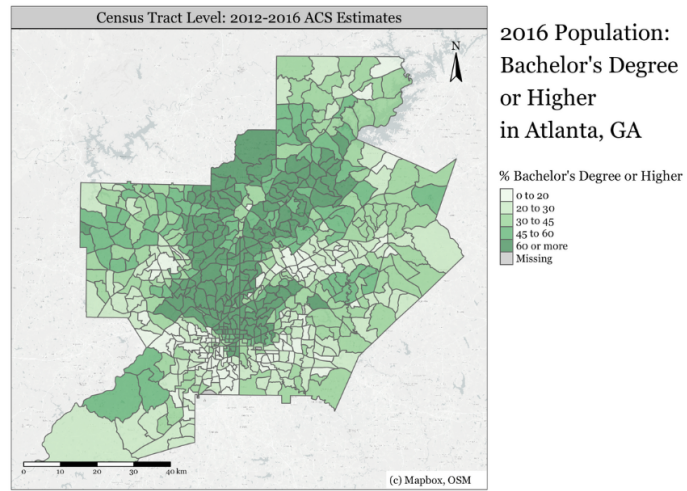 Census Tract Level: 2012-2016 ACS Estimates
N
2016 Population:
Bachelor's Degree
or Higher
in Atlanta, GA
% Bachelor's Degree or Higher
0 to 20
20 to 30
30 to 45
45 to 60
60 or more
Missing
0 10 20 30 40 km
(c) Mapbox, OSM